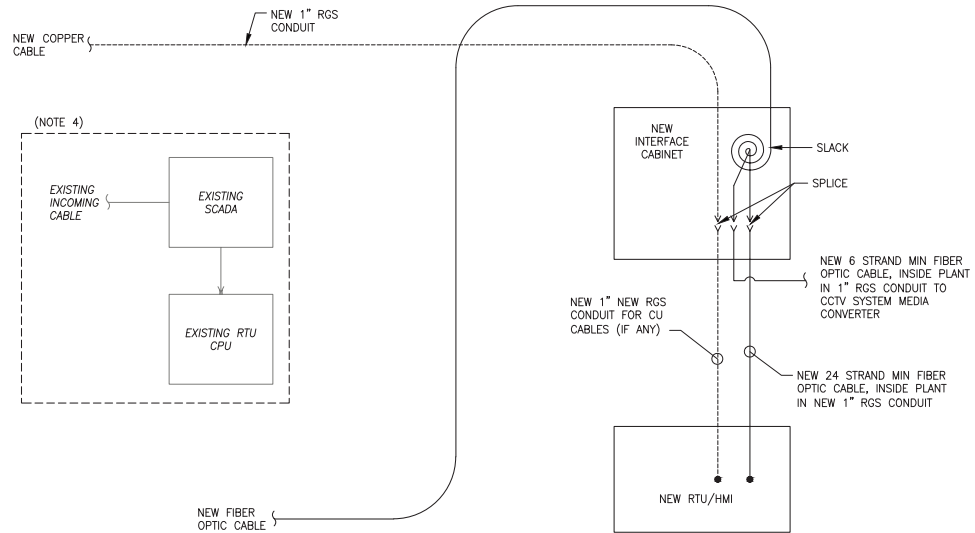 NEW 1" RGS
CONDUIT
NEW COPPER
CABLE
(NOTE 4)
EXISTING
INCOMING
CABLE
EXISTING
SCADA
EXISTING RTU
CPU
NEW
INTERFACE
CABINET
SLACK
SPLICE
NEW 6 STRAND MIN FIBER
OPTIC CABLE, INSIDE PLANT
IN 1" RGS CONDUIT TO
CCTV SYSTEM MEDIA
CONVERTER
NEW 1" NEW RGS
CONDUIT FOR CU
CABLES (IF ANY)
NEW 24 STRAND MIN FIBER
OPTIC CABLE, INSIDE PLANT
IN NEW 1" RGS CONDUIT
NEW RTU/HMI
NEW FIBER
OPTIC CABLE